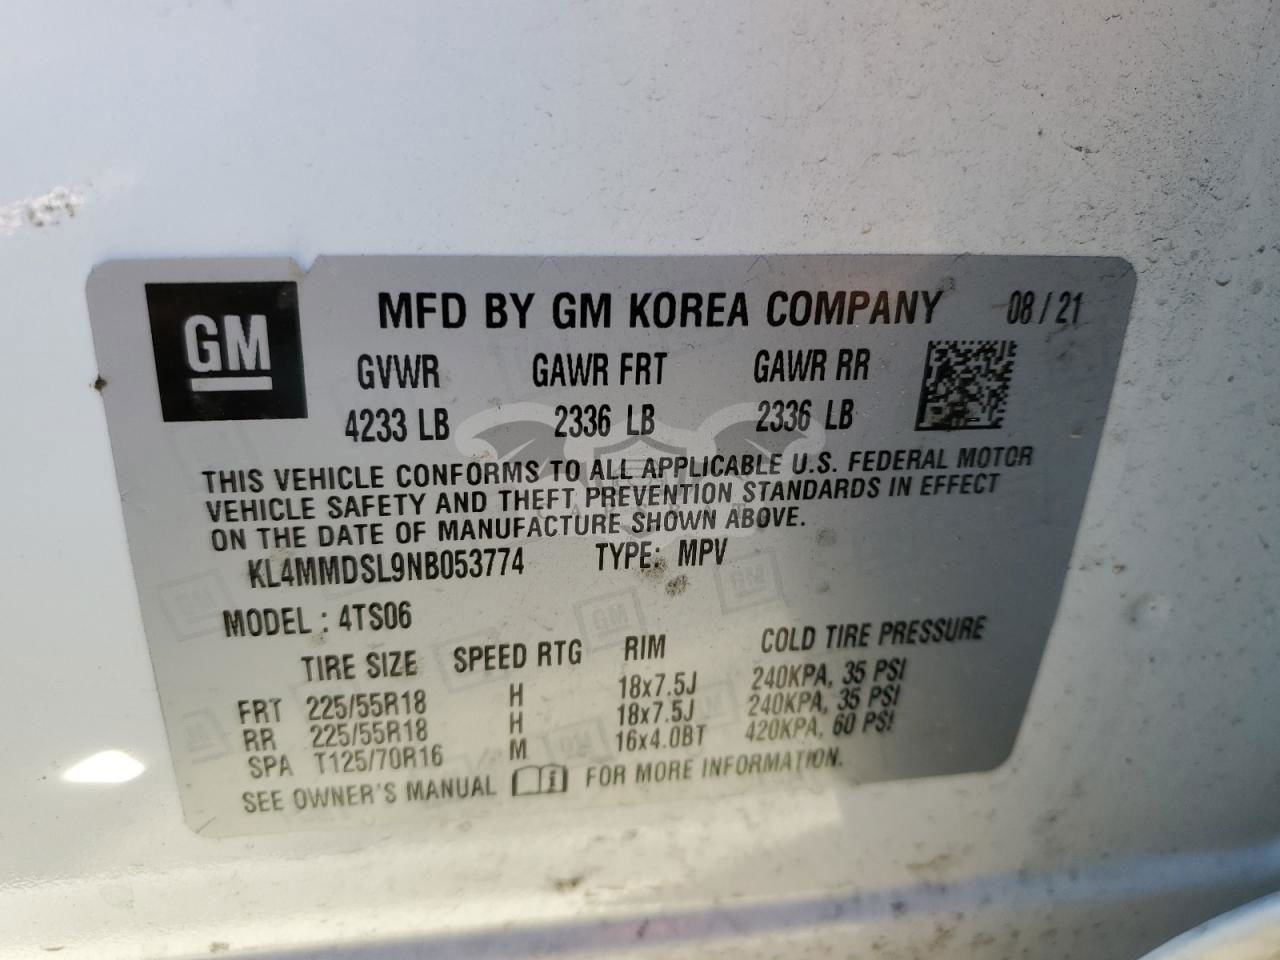 GM
MFD BY GM KOREA COMPANY 08/21
GVWR GAWR FRT GAWR RR
4233 LB 2336 LB 2336 LB
THIS VEHICLE CONFORMS TO ALL APPLICABLE U.S. FEDERAL MOTOR
VEHICLE SAFETY AND THEFT PREVENTION STANDARDS IN EFFECT
ON THE DATE OF MANUFACTURE SHOWN ABOVE.
KL4MMDSL9NB053774 TYPE: MPV
MODEL : 4TS06
TIRE SIZE SPEED RTG RIM COLD TIRE PRESSURE
FRT 225/55R18 H 18x7.5J 240KPA, 35 PSI
RR 225/55R18 H 18x7.5J 240KPA, 35 PSI
SPA T125/70R16 M 16x4.0BT 420KPA, 60 PSI
SEE OWNER'S MANUAL FOR MORE INFORMATION.